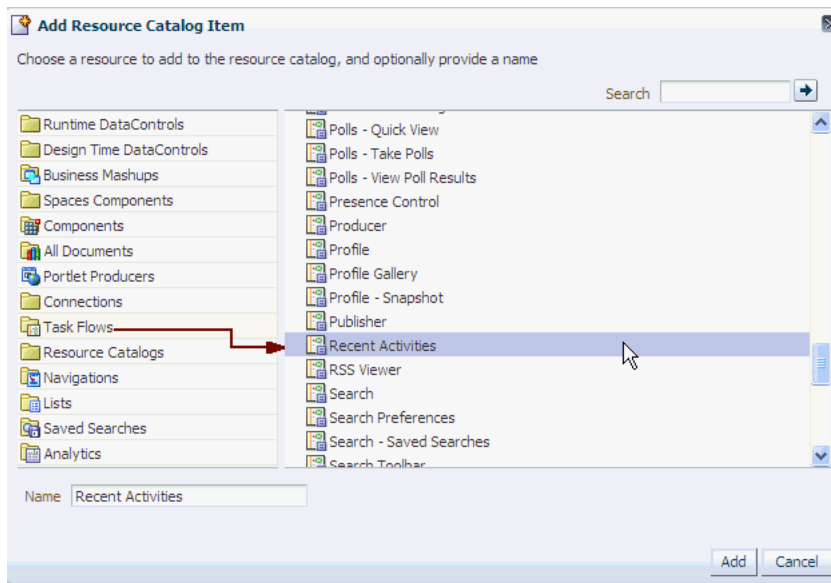 Add Resource Catalog Item
Choose a resource to add to the resource catalog, and optionally provide a name
Search
Runtime DataControls
Design Time DataControls
Business Mashups
Spaces Components
Components
All Documents
Portlet Producers
Connections
Task Flows
Resource Catalogs
Navigations
Lists
Saved Searches
Analytics
Polls - Quick View
Polls - Take Polls
Polls - View Poll Results
Presence Control
Producer
Profile
Profile Gallery
Profile - Snapshot
Publisher
Recent Activities
RSS Viewer
Search
Search Preferences
Search - Saved Searches
Search Toolbar
Name Recent Activities
Add Cancel